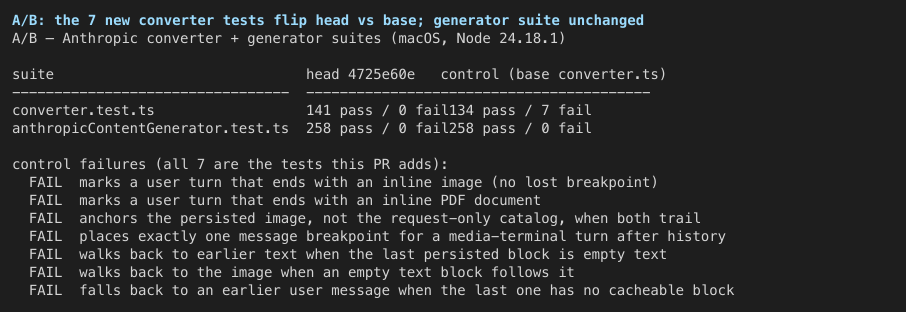 A/B: the 7 new converter tests flip head vs base; generator suite unchanged
A/B — Anthropic converter + generator suites (macOS, Node 24.18.1)
suite head 4725e60e control (base converter.ts)
converter.test.ts 141 pass / 0 fail134 pass / 7 fail
anthropicContentGenerator.test.ts 258 pass / 0 fail258 pass / 0 fail
control failures (all 7 are the tests this PR adds):
FAIL marks a user turn that ends with an inline image (no lost breakpoint)
FAIL marks a user turn that ends with an inline PDF document
FAIL anchors the persisted image, not the request-only catalog, when both trail
FAIL places exactly one message breakpoint for a media-terminal turn after history
FAIL walks back to earlier text when the last persisted block is empty text
FAIL walks back to the image when an empty text block follows it
FAIL falls back to an earlier user message when the last one has no cacheable block